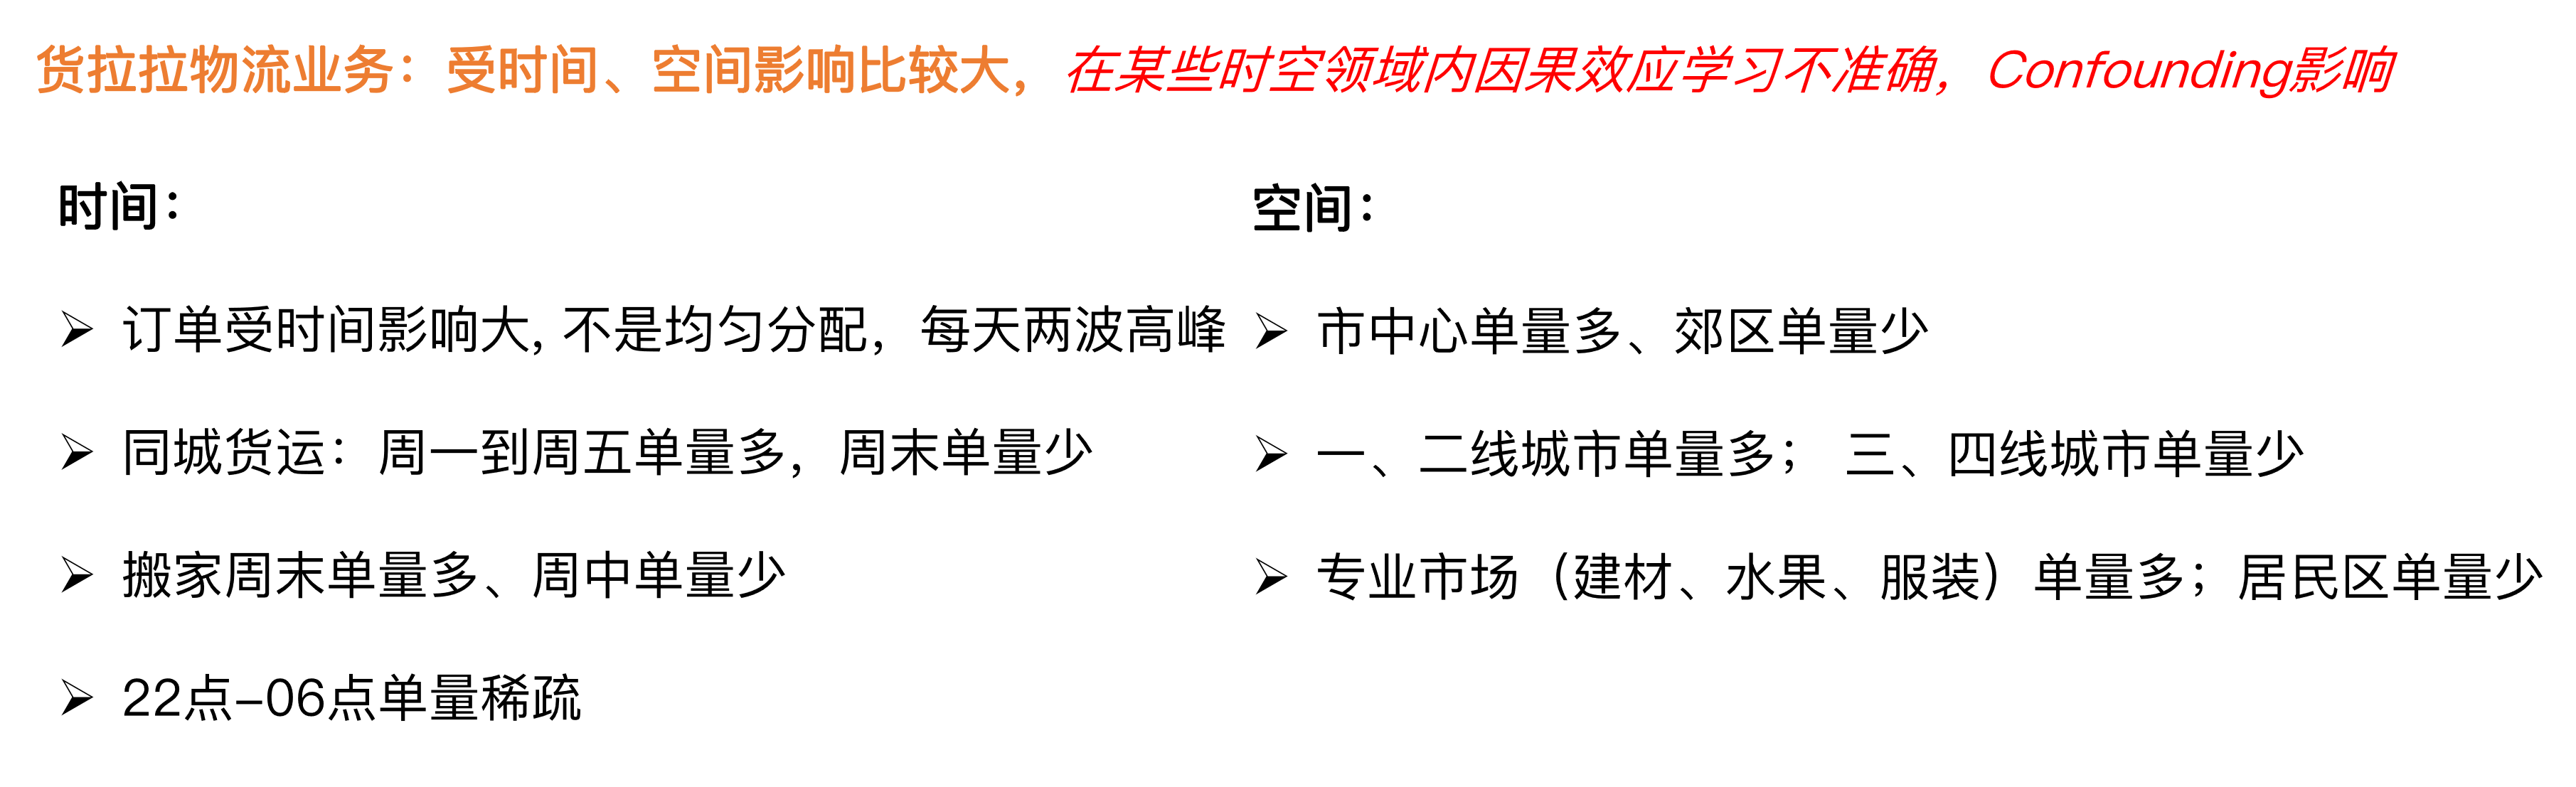 货拉拉物流业务：受时间、空间影响比较大，在某些时空领域内因果效应学习不准确，Confounding影响
时间：
➢ 订单受时间影响大, 不是均匀分配，每天两波高峰
➢ 同城货运：周一到周五单量多，周末单量少
➢ 搬家周末单量多、周中单量少
➢ 22点-06点单量稀疏
空间：
➢ 市中心单量多、郊区单量少
➢ 一、二线城市单量多； 三、四线城市单量少
➢ 专业市场（建材、水果、服装）单量多；居民区单量少